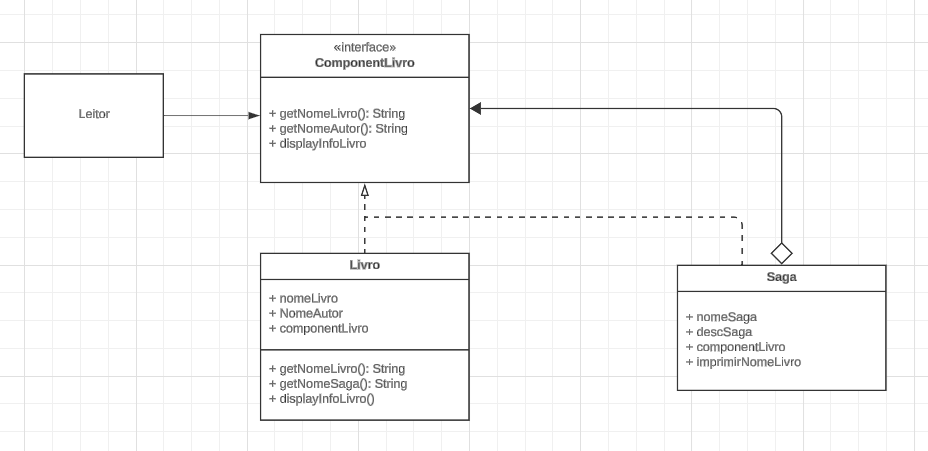 «interface»
ComponentLivro
+ getNomeLivro(): String
+ getNomeAutor(): String
+ displayInfoLivro
Leitor
Livro
+ nomeLivro
+ NomeAutor
+ componentLivro
+ getNomeLivro(): String
+ getNomeSaga(): String
+ displayInfoLivro()
Saga
+ nomeSaga
+ descSaga
+ componentLivro
+ imprimirNomeLivro